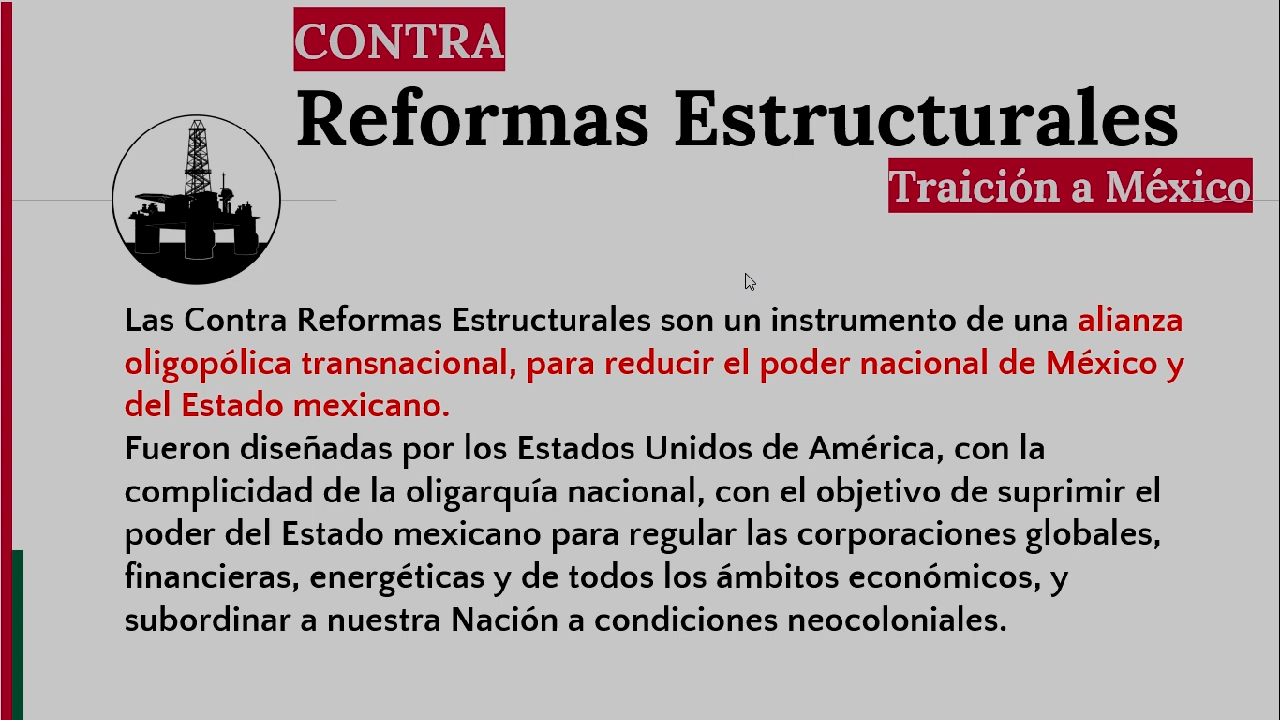 CONTRA
Reformas Estructurales
Traición a México
Las Contra Reformas Estructurales son un instrumento de una alianza
oligopólica transnacional, para reducir el poder nacional de México y
del Estado mexicano.
Fueron diseñadas por los Estados Unidos de América, con la
complicidad de la oligarquía nacional, con el objetivo de suprimir el
poder del Estado mexicano para regular las corporaciones globales,
financieras, energéticas y de todos los ámbitos económicos, y
subordinar a nuestra Nación a condiciones neocoloniales.